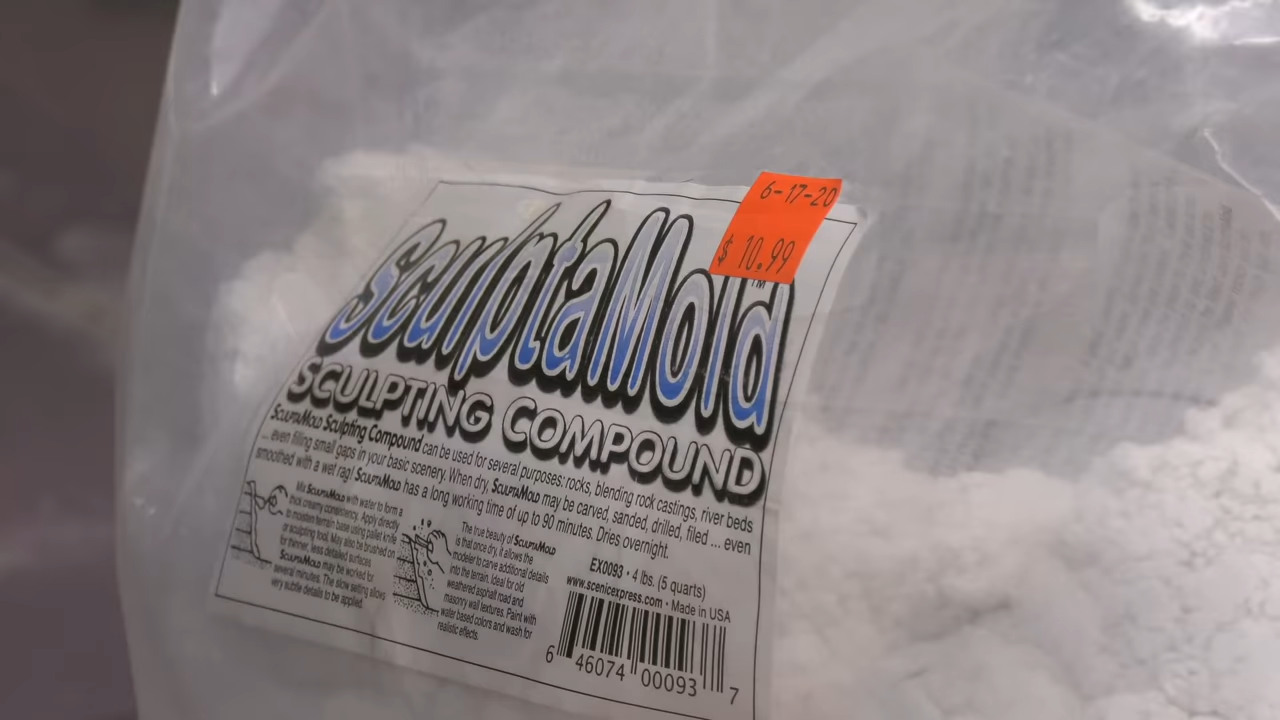 6-17-20
$ 10.99
SculptaMold™
SCULPTING COMPOUND
SCULPTAMOLD Sculpting Compound can be used for several purposes: rocks, blending rock castings, river beds
... even filling small gaps in your basic scenery. When dry, SCULPTAMOLD may be carved, sanded, drilled, filed ... even
smoothed with a wet rag! SCULPTAMOLD has a long working time of up to 90 minutes. Dries overnight.
Mix SCULPTAMOLD with water to form a
thick creamy consistency. Apply directly
to moisten terrain base using pallet knife
or sculpting tool. May also be brushed on
for thinner, less detailed surfaces
SCULPTAMOLD may be worked for
several minutes. The slow setting allows
very subtle details to be applied.
The true beauty of SCULPTAMOLD
is that once dry, it allows the
modeler to carve additional details
into the terrain. Ideal for old
weathered asphalt road and
masonry wall textures. Paint with
water based colors and wash for
realistic effects.
EX0093 • 4 lbs. (5 quarts)
www.scenicexpress.com • Made in USA
6 46074 00093 7